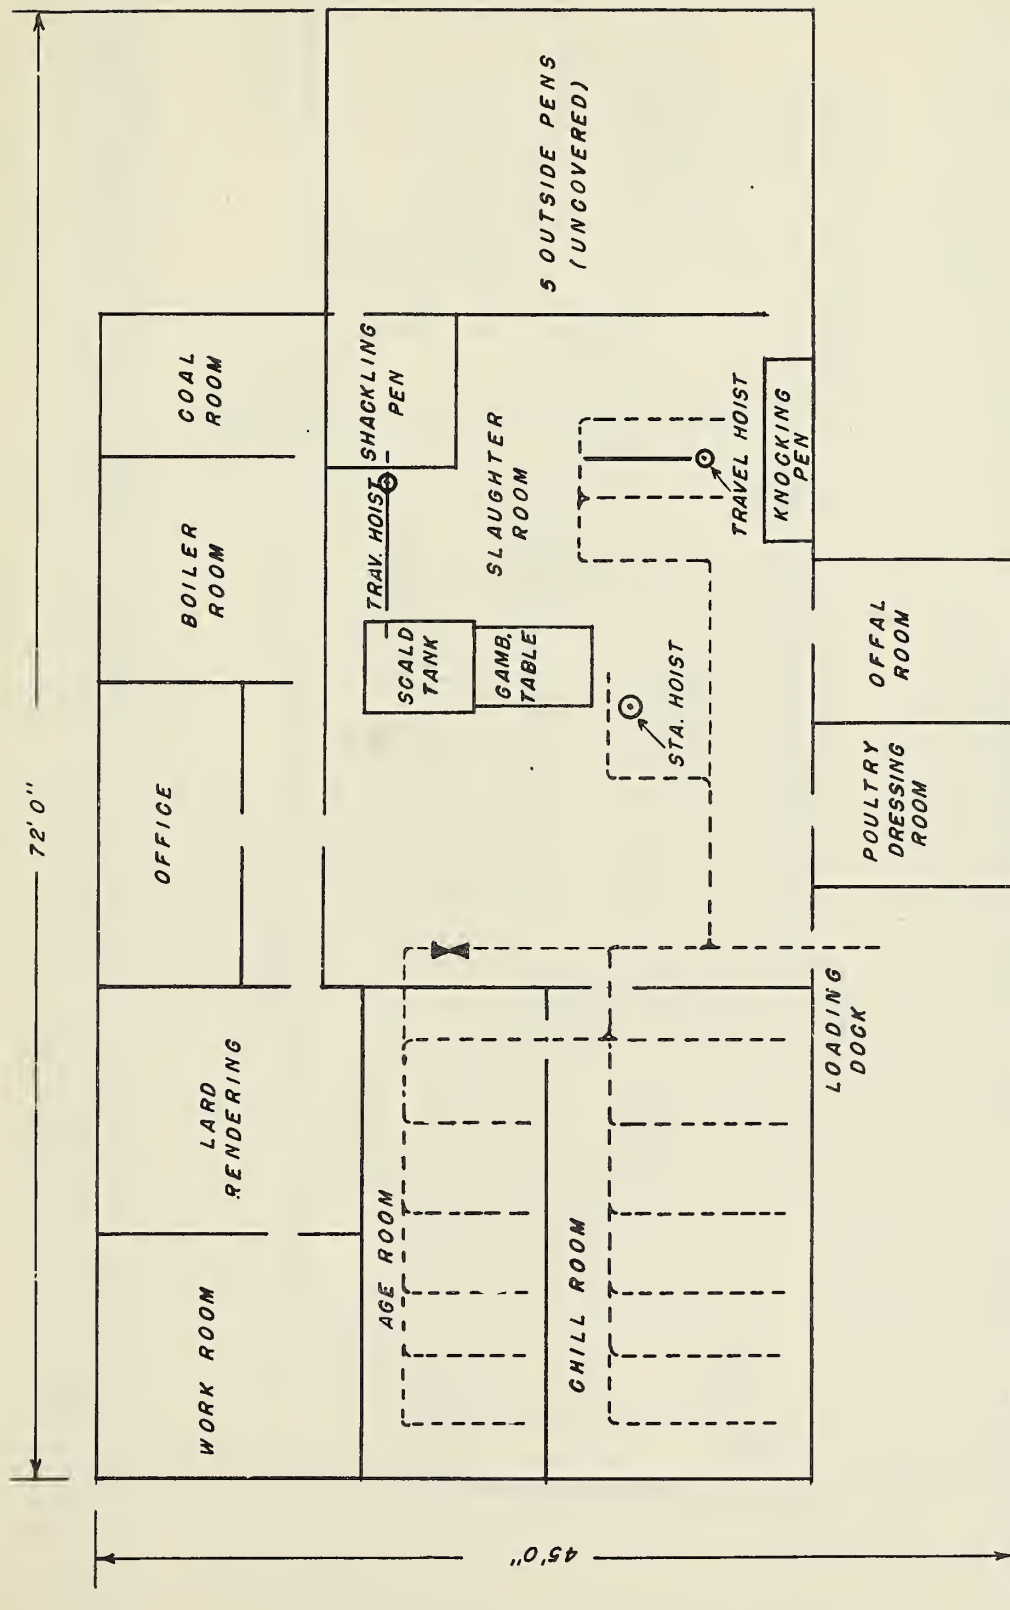 72' 0"
45'0"
WORK ROOM
LARD
RENDERING
OFFICE
BOILER
ROOM
COAL
ROOM
AGE ROOM
CHILL ROOM
SCALD
TANK
GAMB.
TABLE
TRAV. HOIST
SHACKLING
PEN
SLAUGHTER
ROOM
STA. HOIST
TRAVEL HOIST
KNOCKING
PEN
5 OUTSIDE PENS
(UNCOVERED)
LOADING
DOCK
POULTRY
DRESSING
ROOM
OFFAL
ROOM